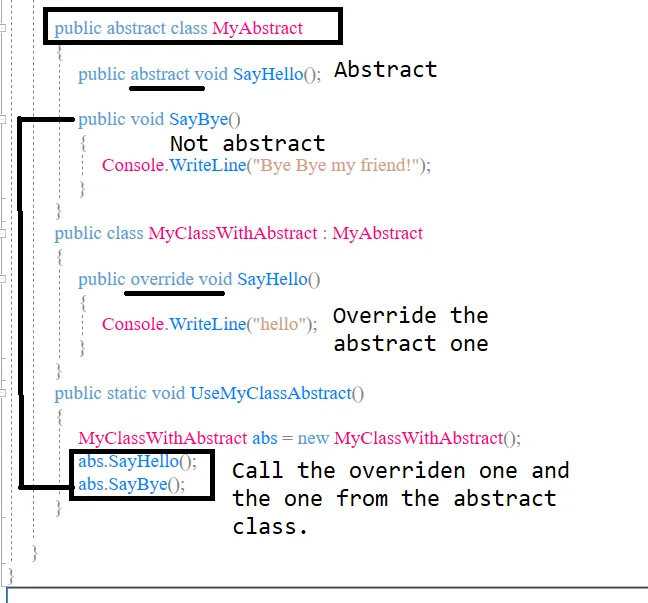 public abstract class MyAbstract
{
public abstract void SayHello(); Abstract
public void SayBye()
{ Not abstract
Console.WriteLine("Bye Bye my friend!");
}
}
public class MyClassWithAbstract : MyAbstract
{
public override void SayHello()
{
Console.WriteLine("hello"); Override the
} abstract one
}
public static void UseMyClassAbstract()
{
MyClassWithAbstract abs = new MyClassWithAbstract();
abs.SayHello(); Call the overriden one and
abs.SayBye(); the one from the abstract
} class.
}
}